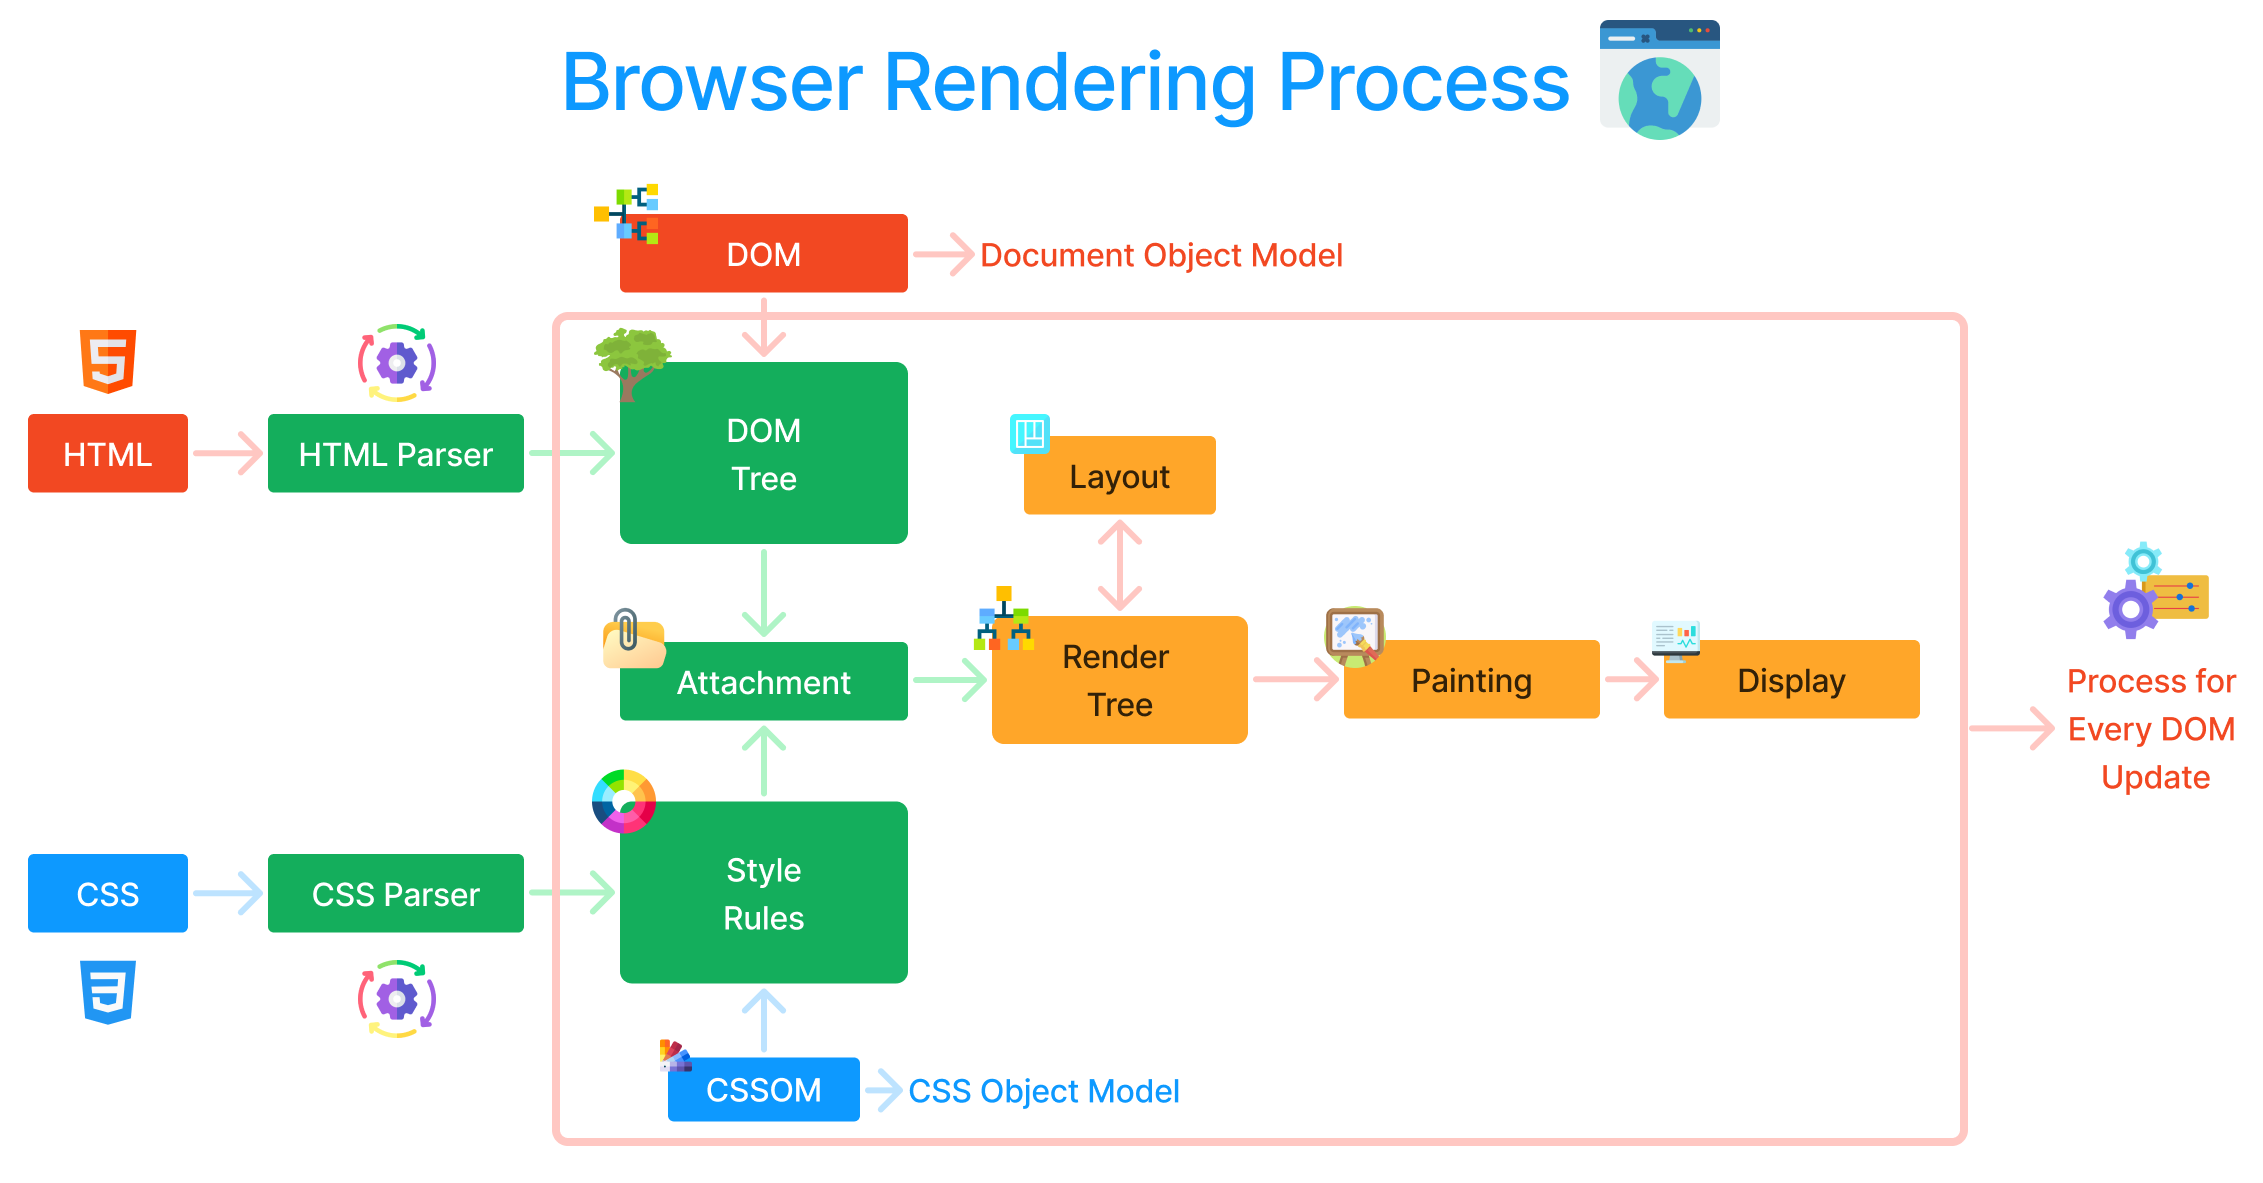 Browser Rendering Process
DOM
Document Object Model
HTML
HTML Parser
DOM
Tree
Layout
Attachment
Render
Tree
Painting
Display
Process for
Every DOM
Update
CSS
CSS Parser
Style
Rules
CSSOM
CSS Object Model